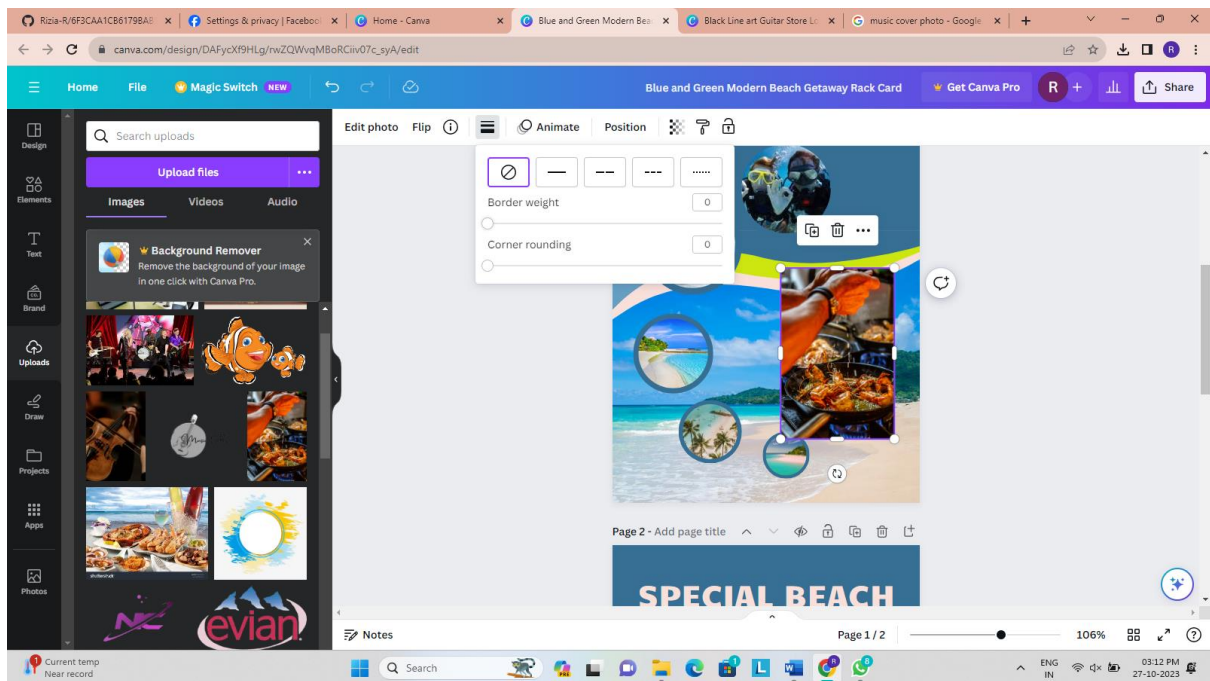 Rizia-R/6F3CAA1CB6179BAE
Settings & privacy | Facebook
Home - Canva
Blue and Green Modern Bea
Black Line art Guitar Store Lo
music cover photo - Google
canva.com/design/DAFycXf9HLg/rwZQWvqMBoRCiiv07c_syA/edit
R
Home File Magic Switch NEW
Blue and Green Modern Beach Getaway Rack Card
Get Canva Pro
R +
Share
Design
Elements
Text
CO.
Brand
Uploads
Draw
Projects
Apps
Photos
Search uploads
Upload files
Images Videos Audio
Background Remover
Remove the background of your image
in one click with Canva Pro.
evian
Edit photo Flip Animate Position
Border weight 0
Corner rounding 0
Page 2 - Add page title
SPECIAL BEACH
Notes
Page 1 / 2
106%
Current temp
Near record
Search
ENG
IN
03:12 PM
27-10-2023